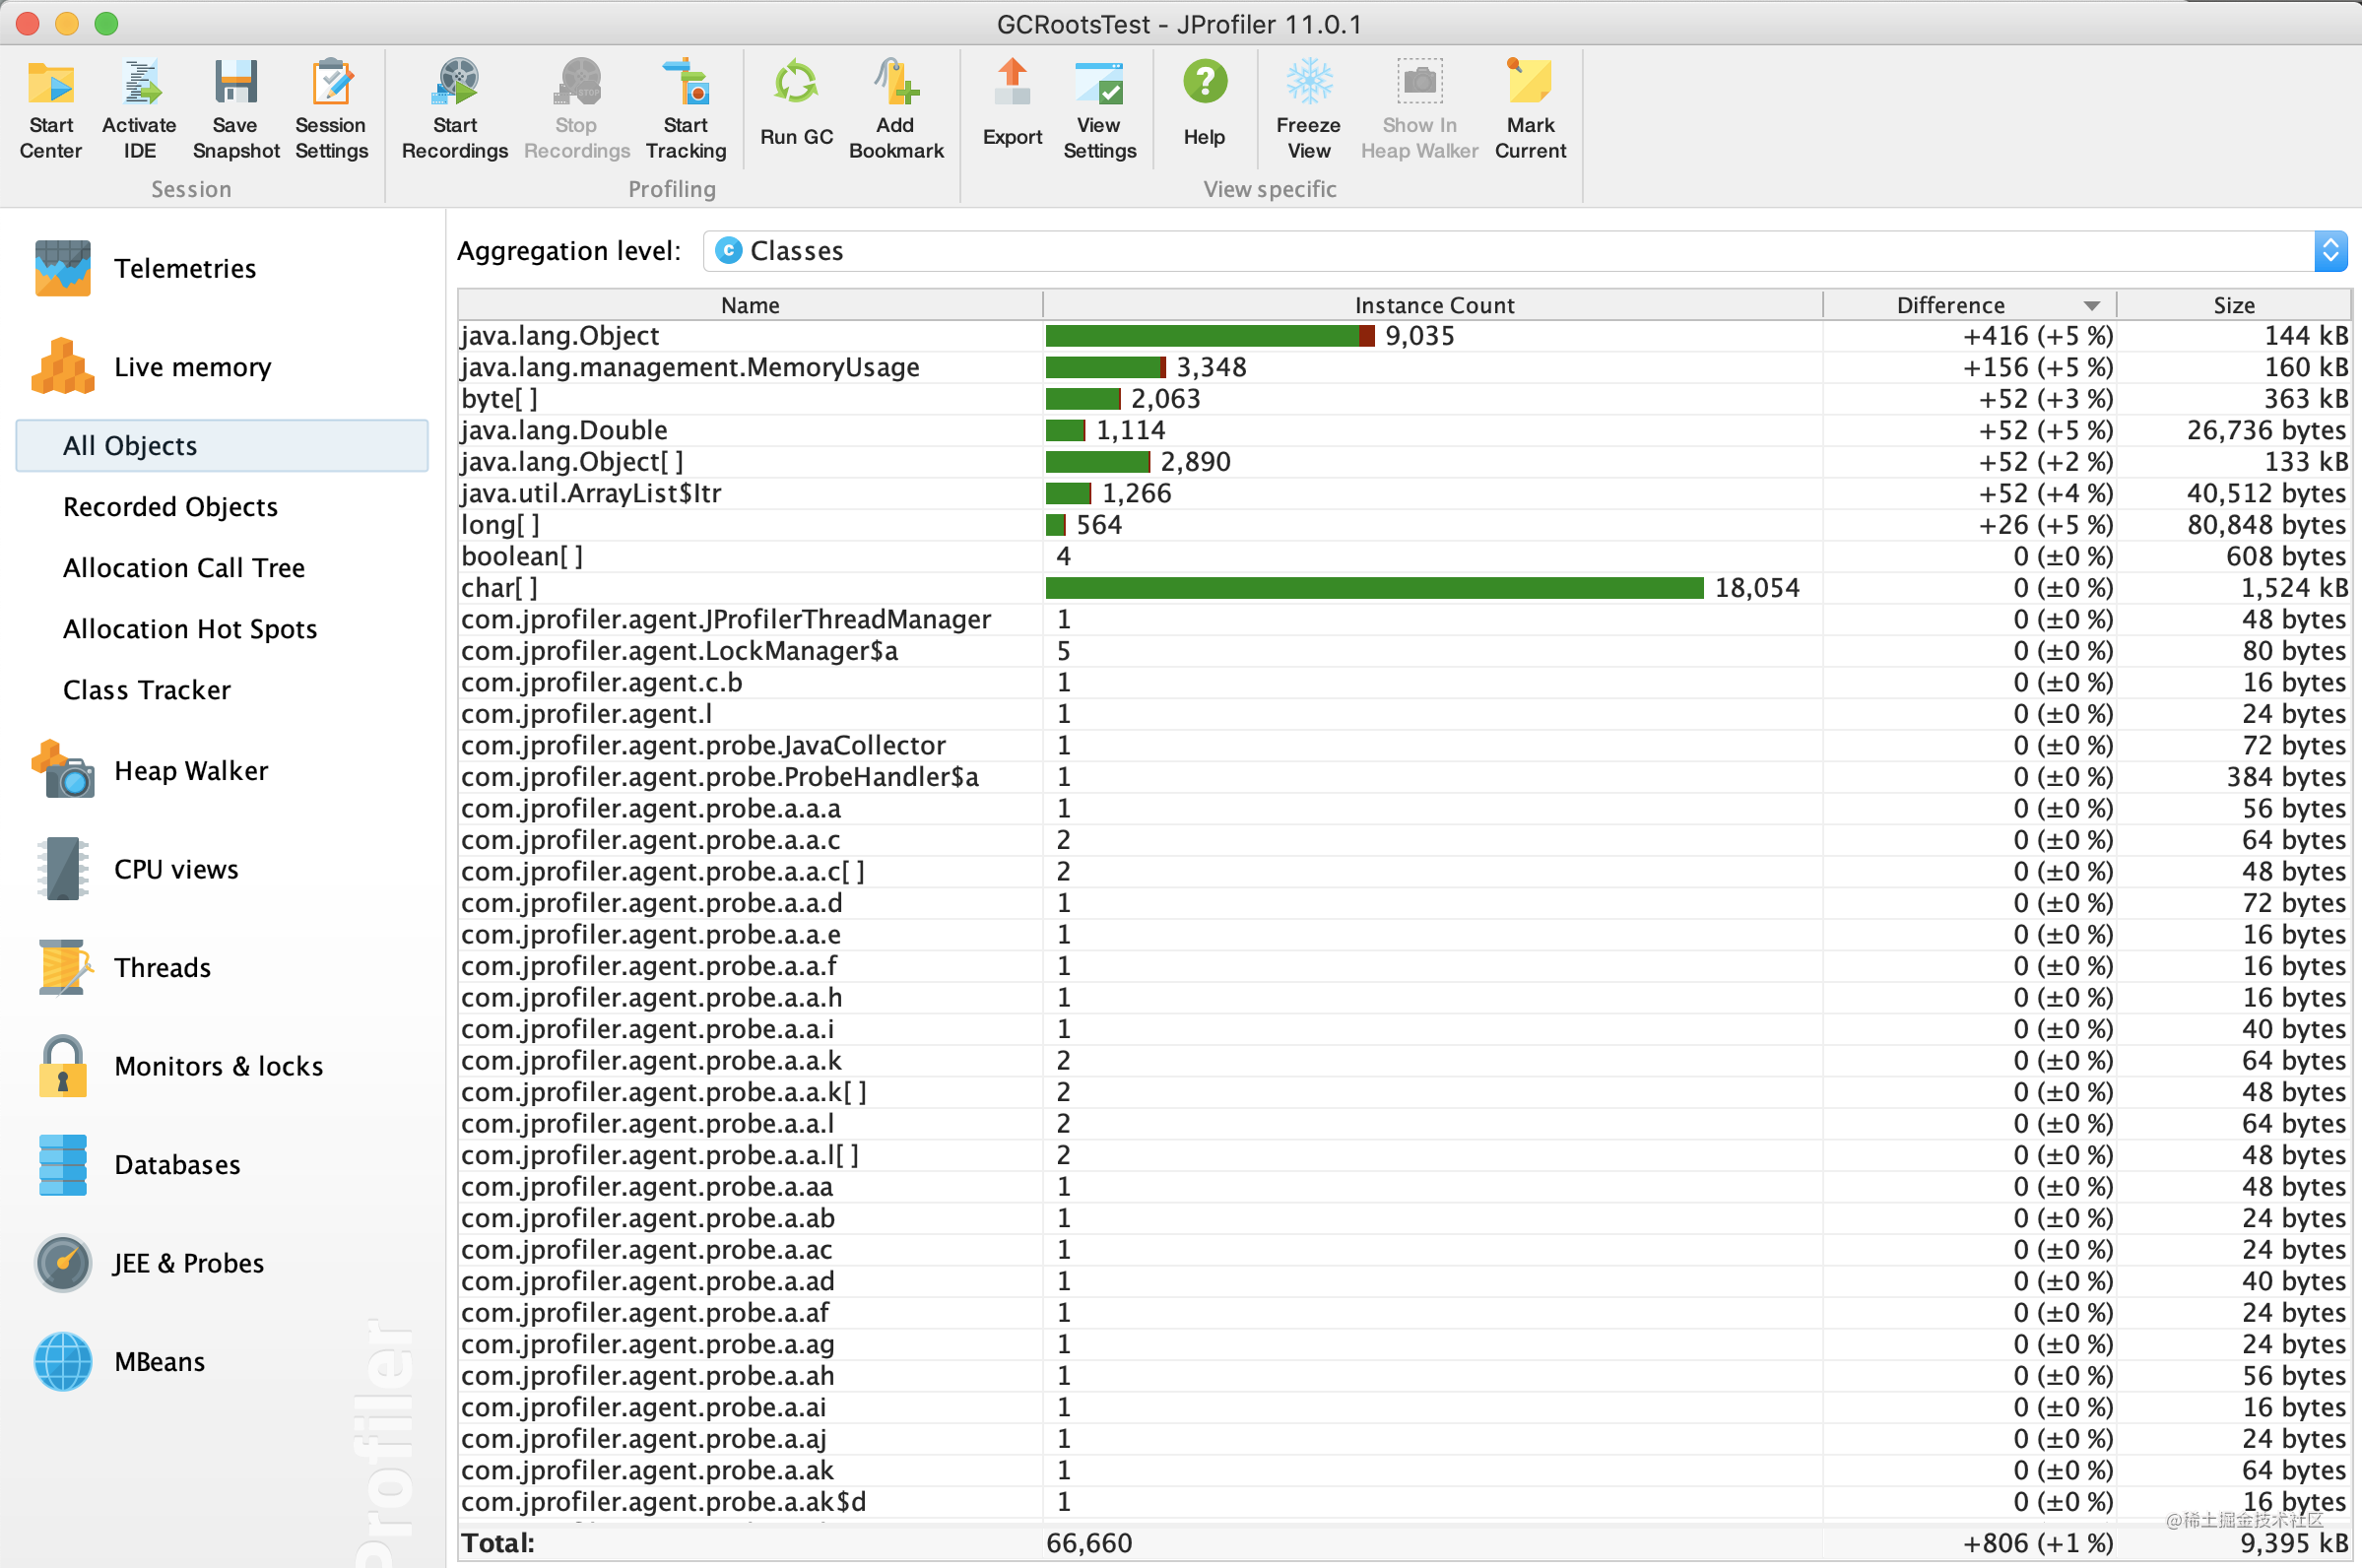 GCRootsTest - JProfiler 11.0.1
Start Center
Activate IDE
Save Snapshot
Session Settings
Start Recordings
Stop Recordings
Start Tracking
Run GC
Add Bookmark
Export
View Settings
Help
Freeze View
Show In Heap Walker
Mark Current
Session
Profiling
View specific
Telemetries
Live memory
All Objects
Recorded Objects
Allocation Call Tree
Allocation Hot Spots
Class Tracker
Heap Walker
CPU views
Threads
Monitors & locks
Databases
JEE & Probes
MBeans
profiler
Aggregation level: Classes
Name Instance Count Difference Size
java.lang.Object 9,035 +416 (+5 %) 144 kB
java.lang.management.MemoryUsage 3,348 +156 (+5 %) 160 kB
byte[ ] 2,063 +52 (+3 %) 363 kB
java.lang.Double 1,114 +52 (+5 %) 26,736 bytes
java.lang.Object[ ] 2,890 +52 (+2 %) 133 kB
java.util.ArrayList$Itr 1,266 +52 (+4 %) 40,512 bytes
long[ ] 564 +26 (+5 %) 80,848 bytes
boolean[ ] 4 0 (±0 %) 608 bytes
char[ ] 18,054 0 (±0 %) 1,524 kB
com.jprofiler.agent.JProfilerThreadManager 1 0 (±0 %) 48 bytes
com.jprofiler.agent.LockManager$a 5 0 (±0 %) 80 bytes
com.jprofiler.agent.c.b 1 0 (±0 %) 16 bytes
com.jprofiler.agent.l 1 0 (±0 %) 24 bytes
com.jprofiler.agent.probe.JavaCollector 1 0 (±0 %) 72 bytes
com.jprofiler.agent.probe.ProbeHandler$a 1 0 (±0 %) 384 bytes
com.jprofiler.agent.probe.a.a.a 1 0 (±0 %) 56 bytes
com.jprofiler.agent.probe.a.a.c 2 0 (±0 %) 64 bytes
com.jprofiler.agent.probe.a.a.c[ ] 2 0 (±0 %) 48 bytes
com.jprofiler.agent.probe.a.a.d 1 0 (±0 %) 72 bytes
com.jprofiler.agent.probe.a.a.e 1 0 (±0 %) 16 bytes
com.jprofiler.agent.probe.a.a.f 1 0 (±0 %) 16 bytes
com.jprofiler.agent.probe.a.a.h 1 0 (±0 %) 16 bytes
com.jprofiler.agent.probe.a.a.i 1 0 (±0 %) 40 bytes
com.jprofiler.agent.probe.a.a.k 2 0 (±0 %) 64 bytes
com.jprofiler.agent.probe.a.a.k[ ] 2 0 (±0 %) 48 bytes
com.jprofiler.agent.probe.a.a.l 2 0 (±0 %) 64 bytes
com.jprofiler.agent.probe.a.a.l[ ] 2 0 (±0 %) 48 bytes
com.jprofiler.agent.probe.a.aa 1 0 (±0 %) 48 bytes
com.jprofiler.agent.probe.a.ab 1 0 (±0 %) 24 bytes
com.jprofiler.agent.probe.a.ac 1 0 (±0 %) 24 bytes
com.jprofiler.agent.probe.a.ad 1 0 (±0 %) 40 bytes
com.jprofiler.agent.probe.a.af 1 0 (±0 %) 24 bytes
com.jprofiler.agent.probe.a.ag 1 0 (±0 %) 24 bytes
com.jprofiler.agent.probe.a.ah 1 0 (±0 %) 56 bytes
com.jprofiler.agent.probe.a.ai 1 0 (±0 %) 16 bytes
com.jprofiler.agent.probe.a.aj 1 0 (±0 %) 24 bytes
com.jprofiler.agent.probe.a.ak 1 0 (±0 %) 64 bytes
com.jprofiler.agent.probe.a.ak$d 1 0 (±0 %) 16 bytes
@稀土掘金技术社区
Total: 66,660 +806 (+1 %) 9,395 kB